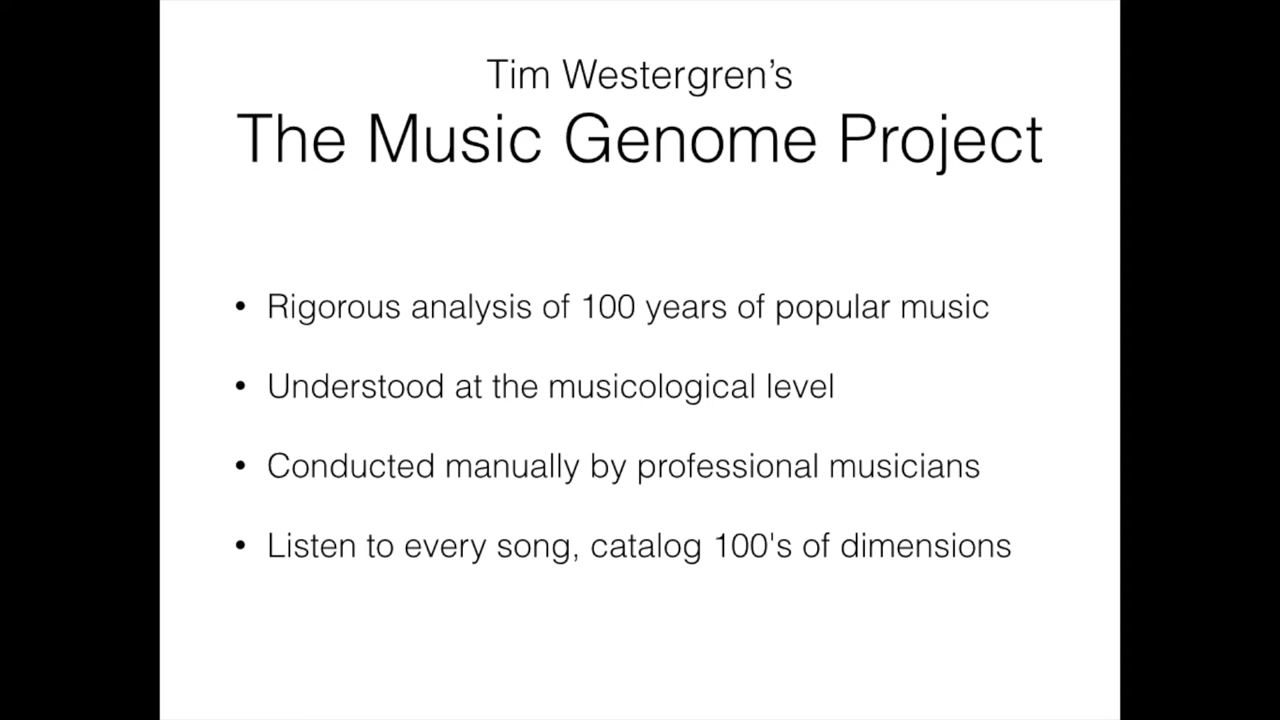 Tim Westergren’s
The Music Genome Project
• Rigorous analysis of 100 years of popular music
• Understood at the musicological level
• Conducted manually by professional musicians
• Listen to every song, catalog 100's of dimensions